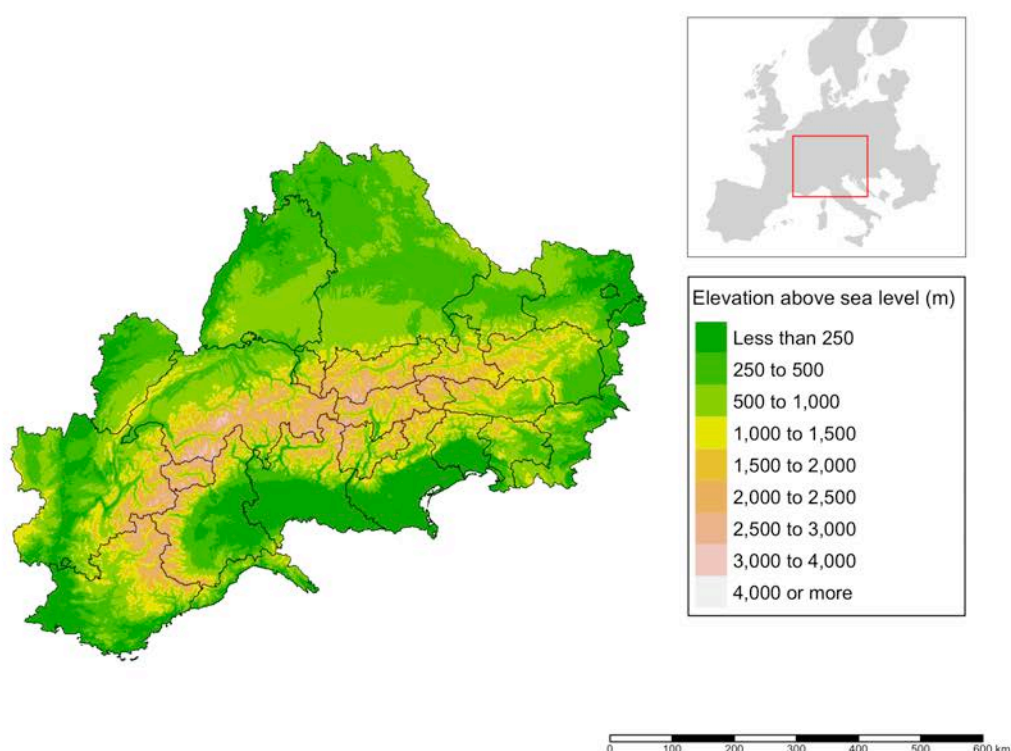 Elevation above sea level (m)
Less than 250
250 to 500
500 to 1,000
1,000 to 1,500
1,500 to 2,000
2,000 to 2,500
2,500 to 3,000
3,000 to 4,000
4,000 or more
0 100 200 300 400 500 600 km